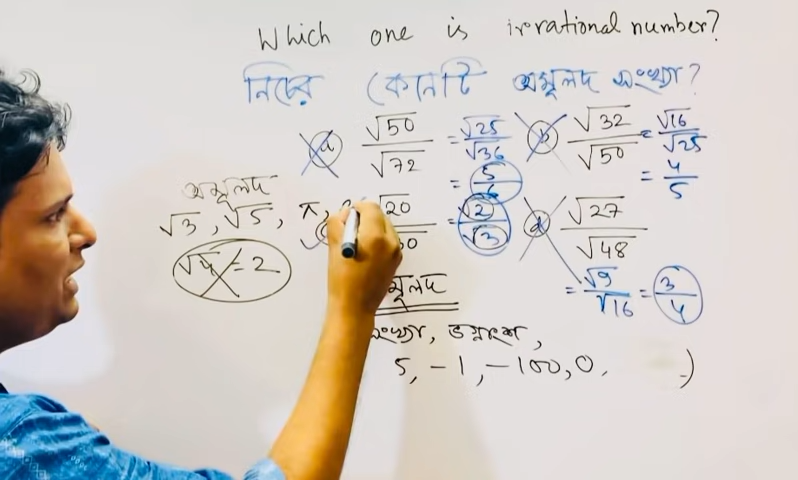 Which one is irrational number?
নিচের কোনটি অমূলদ সংখ্যা?
a √50/√72 = √25/√36 = 5/6
b √32/√50 = √16/√25 = 4/5
√20 = √2/√3
d √27/√48 = √9/√16 = 3/4
অমূলদ
√3, √5, π,
√4 = 2
মূলদ
সংখ্যা, ভগ্নাংশ,
5, -1, -100, 0, )